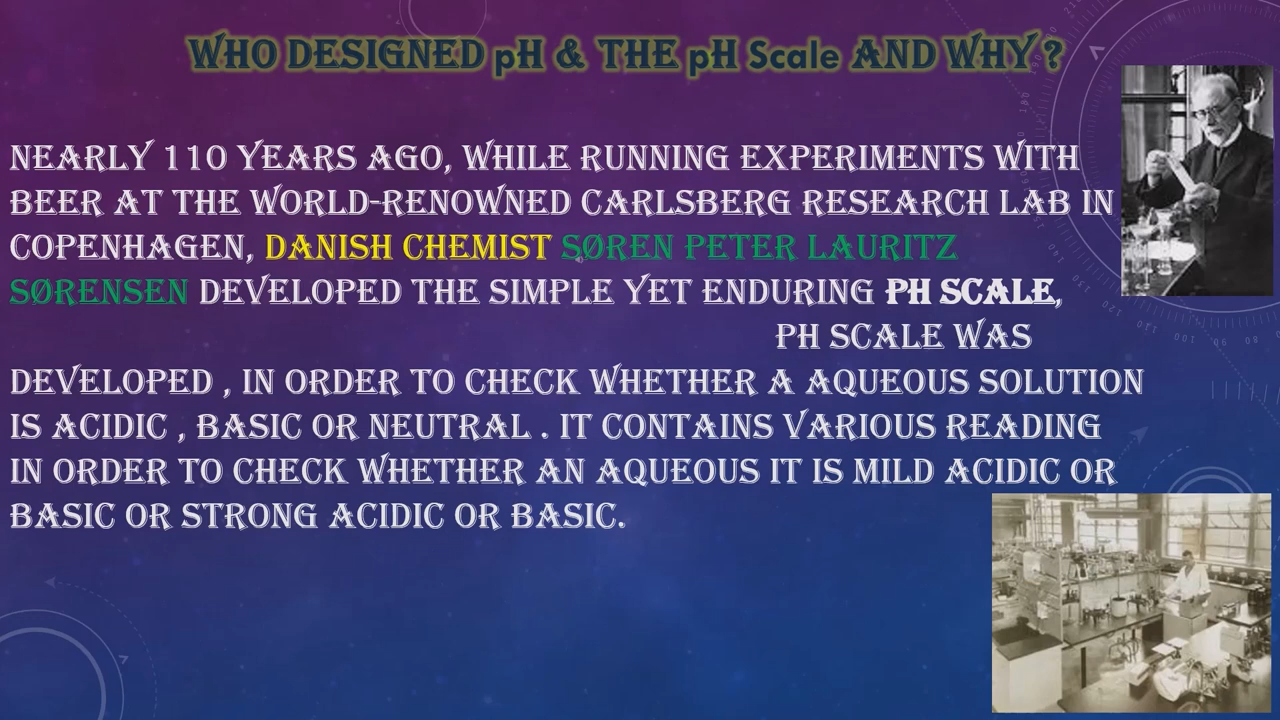 WHO DESIGNED pH & THE pH Scale AND WHY ?
NEARLY 110 YEARS AGO, WHILE RUNNING EXPERIMENTS WITH
BEER AT THE WORLD-RENOWNED CARLSBERG RESEARCH LAB IN
COPENHAGEN, DANISH CHEMIST SØREN PETER LAURITZ
SØRENSEN DEVELOPED THE SIMPLE YET ENDURING PH SCALE,
PH SCALE WAS
DEVELOPED , IN ORDER TO CHECK WHETHER A AQUEOUS SOLUTION
IS ACIDIC , BASIC OR NEUTRAL . IT CONTAINS VARIOUS READING
IN ORDER TO CHECK WHETHER AN AQUEOUS IT IS MILD ACIDIC OR
BASIC OR STRONG ACIDIC OR BASIC.